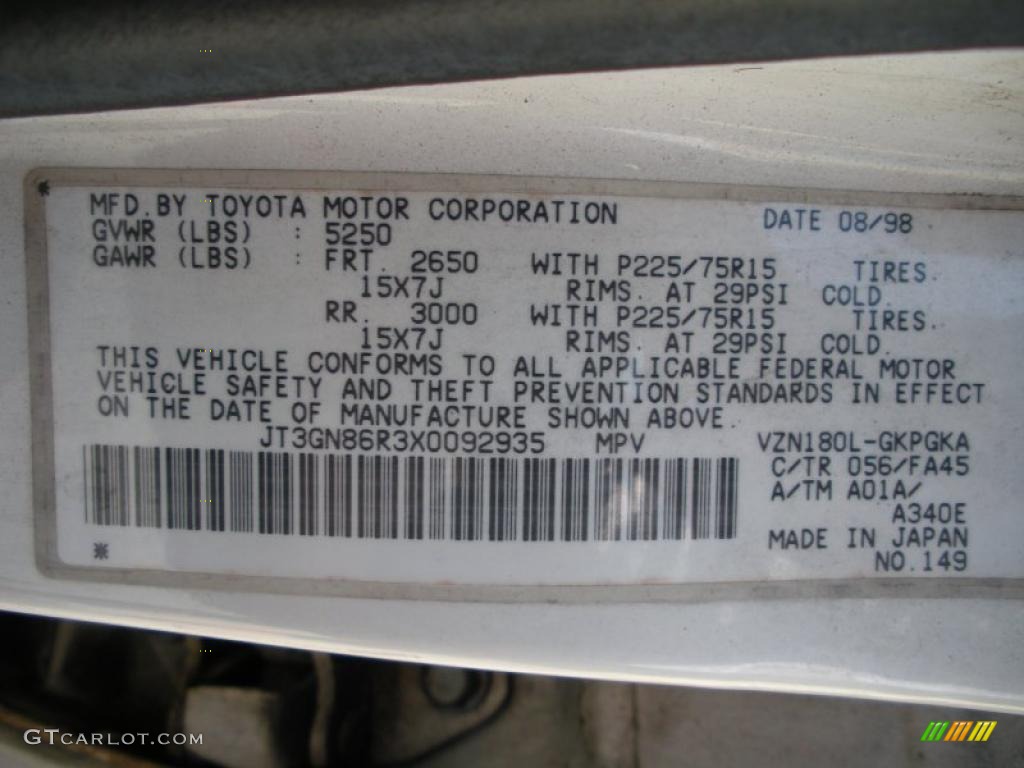 MFD. BY TOYOTA MOTOR CORPORATION DATE 08/98
GVWR (LBS) : 5250
GAWR (LBS) : FRT. 2650 WITH P225/75R15 TIRES.
15X7J RIMS. AT 29PSI COLD.
RR. 3000 WITH P225/75R15 TIRES.
15X7J RIMS. AT 29PSI COLD.
THIS VEHICLE CONFORMS TO ALL APPLICABLE FEDERAL MOTOR
VEHICLE SAFETY AND THEFT PREVENTION STANDARDS IN EFFECT
ON THE DATE OF MANUFACTURE SHOWN ABOVE.
JT3GN86R3X0092935 MPV VZN180L-GKPGKA
C/TR 056/FA45
A/TM A01A/
A340E
MADE IN JAPAN
NO.149
GTCARLOT.COM